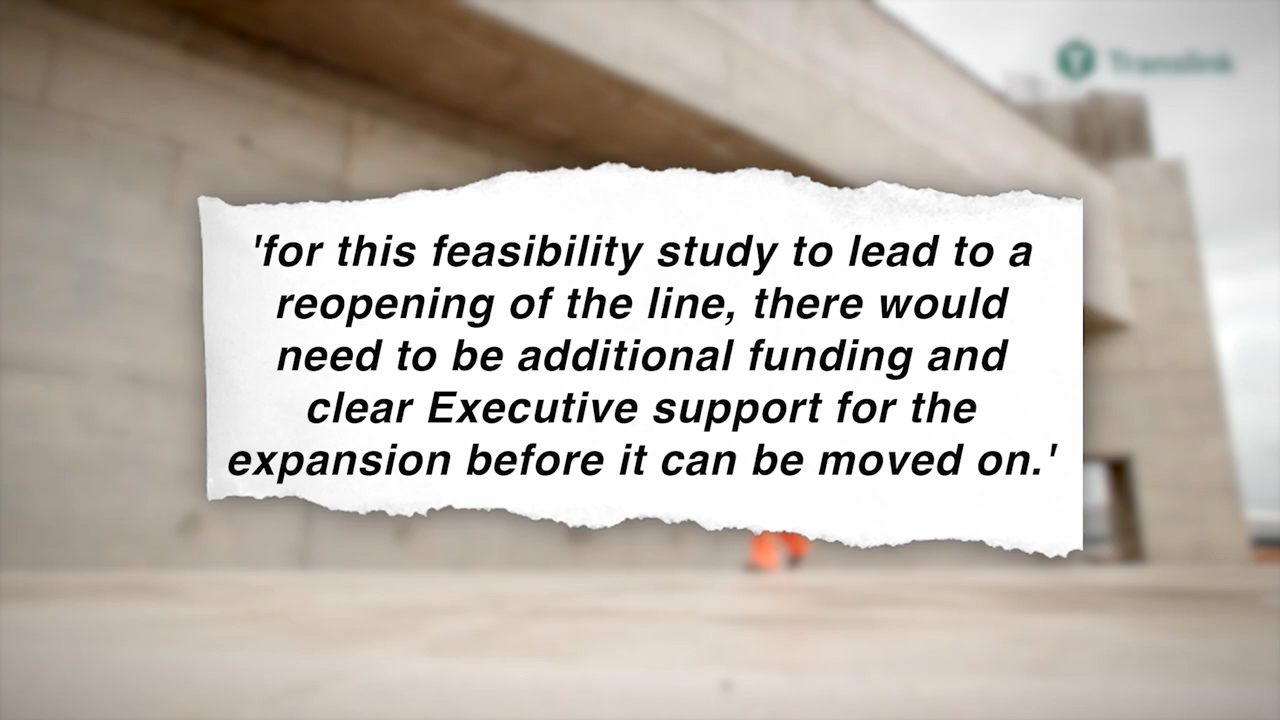 Translink
'for this feasibility study to lead to a
reopening of the line, there would
need to be additional funding and
clear Executive support for the
expansion before it can be moved on.'